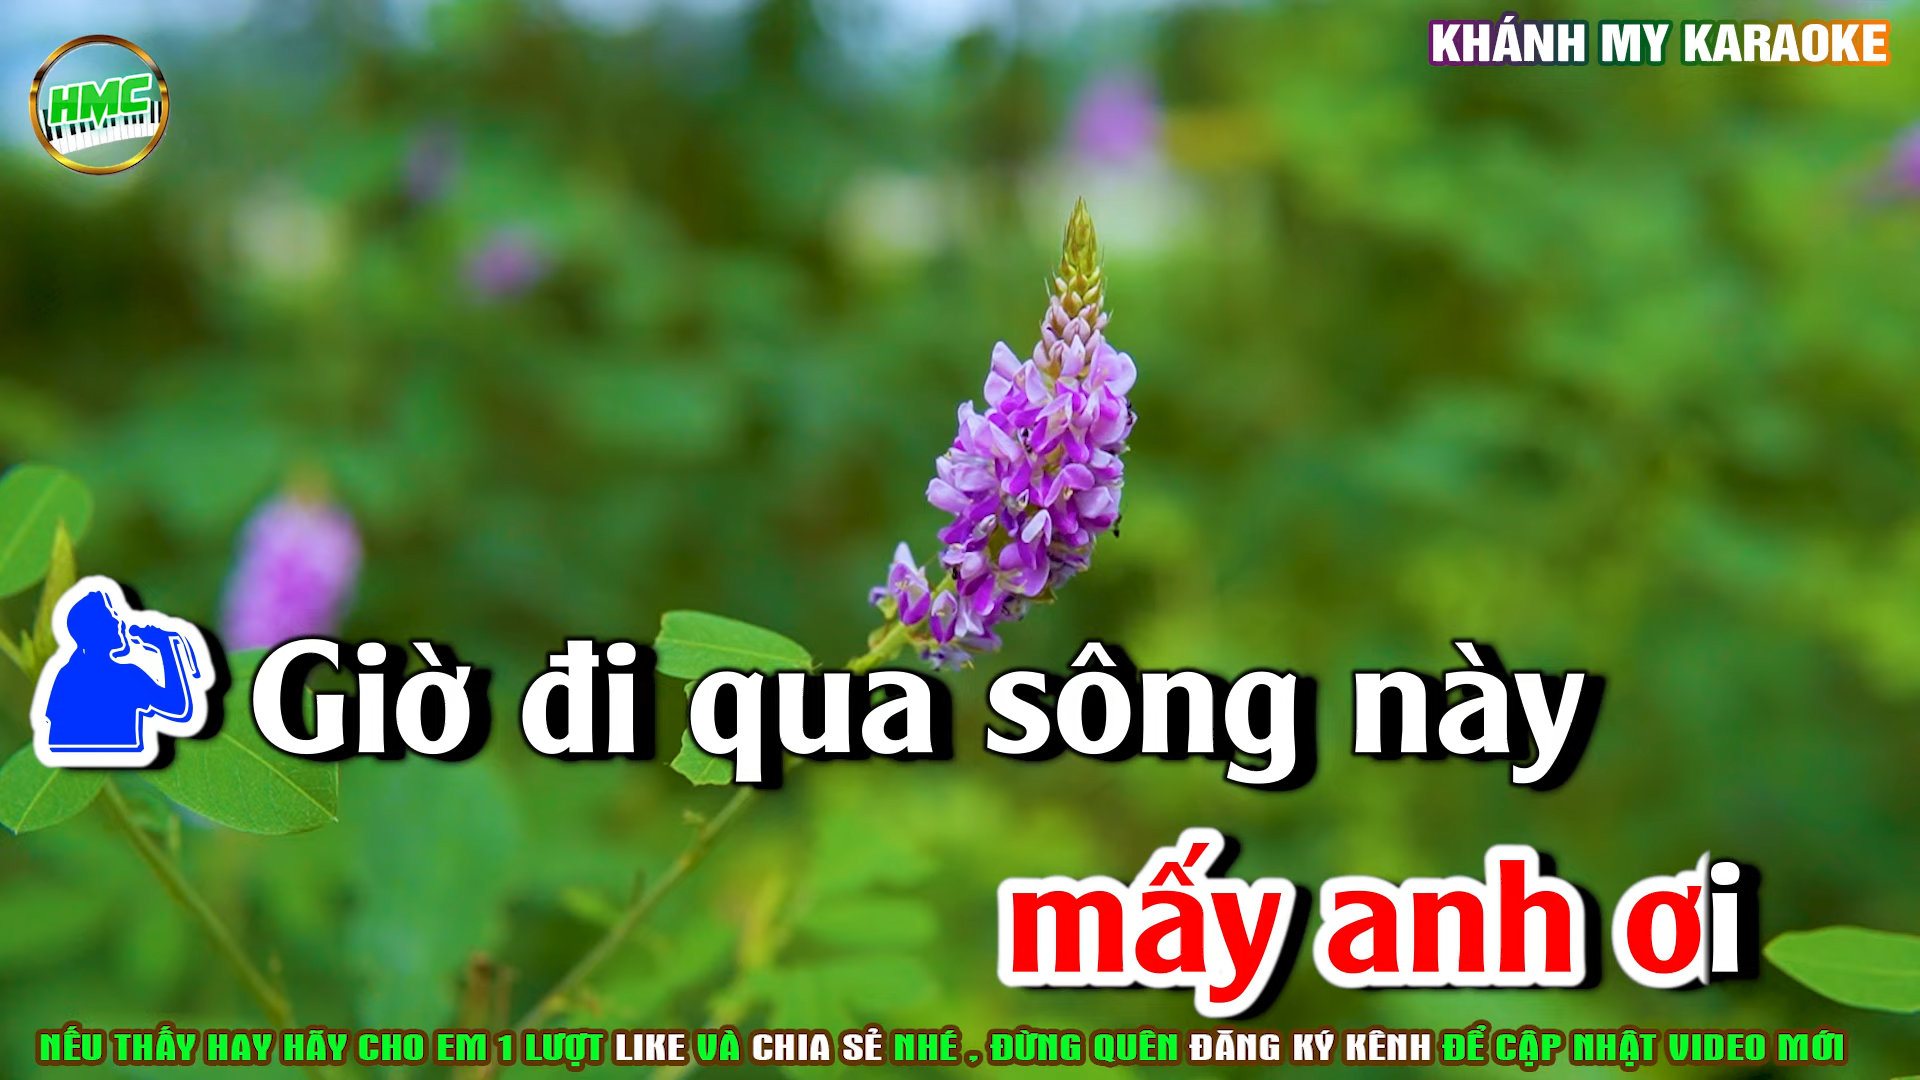 KHÁNH MY KARAOKE
HMC
Giờ đi qua sông này
mấy anh ơi
NẾU THẤY HAY HÃY CHO EM 1 LƯỢT LIKE VÀ CHIA SẺ NHÉ , ĐỪNG QUÊN ĐĂNG KÝ KÊNH ĐỂ CẬP NHẬT VIDEO MỚI